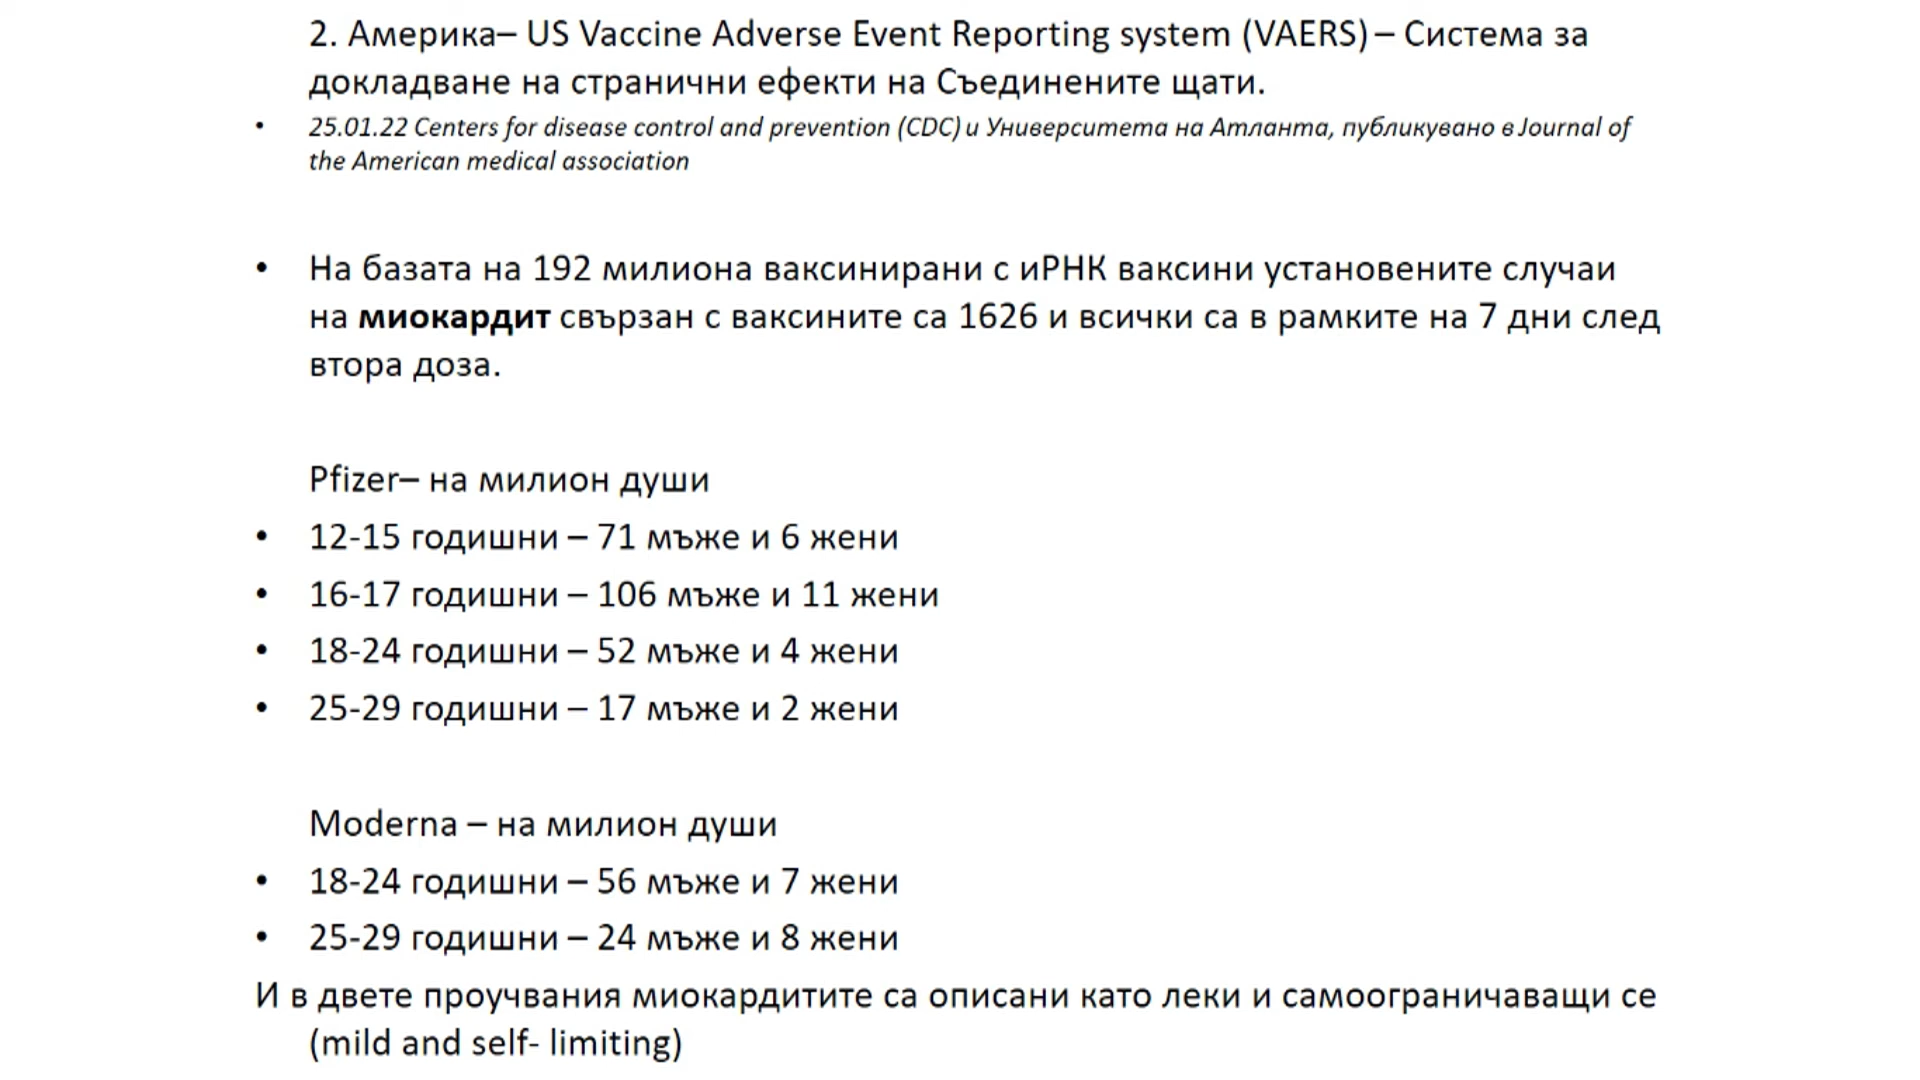 2. Америка– US Vaccine Adverse Event Reporting system (VAERS) – Система за
докладване на странични ефекти на Съединените щати.
• 25.01.22 Centers for disease control and prevention (CDC) и Университета на Атланта, публикувано в Journal of
the American medical association
• На базата на 192 милиона ваксинирани с иРНК ваксини установените случаи
на миокардит свързан с ваксините са 1626 и всички са в рамките на 7 дни след
втора доза.
Pfizer– на милион души
• 12-15 годишни – 71 мъже и 6 жени
• 16-17 годишни – 106 мъже и 11 жени
• 18-24 годишни – 52 мъже и 4 жени
• 25-29 годишни – 17 мъже и 2 жени
Moderna – на милион души
• 18-24 годишни – 56 мъже и 7 жени
• 25-29 годишни – 24 мъже и 8 жени
И в двете проучвания миокардитите са описани като леки и самоограничаващи се
(mild and self- limiting)